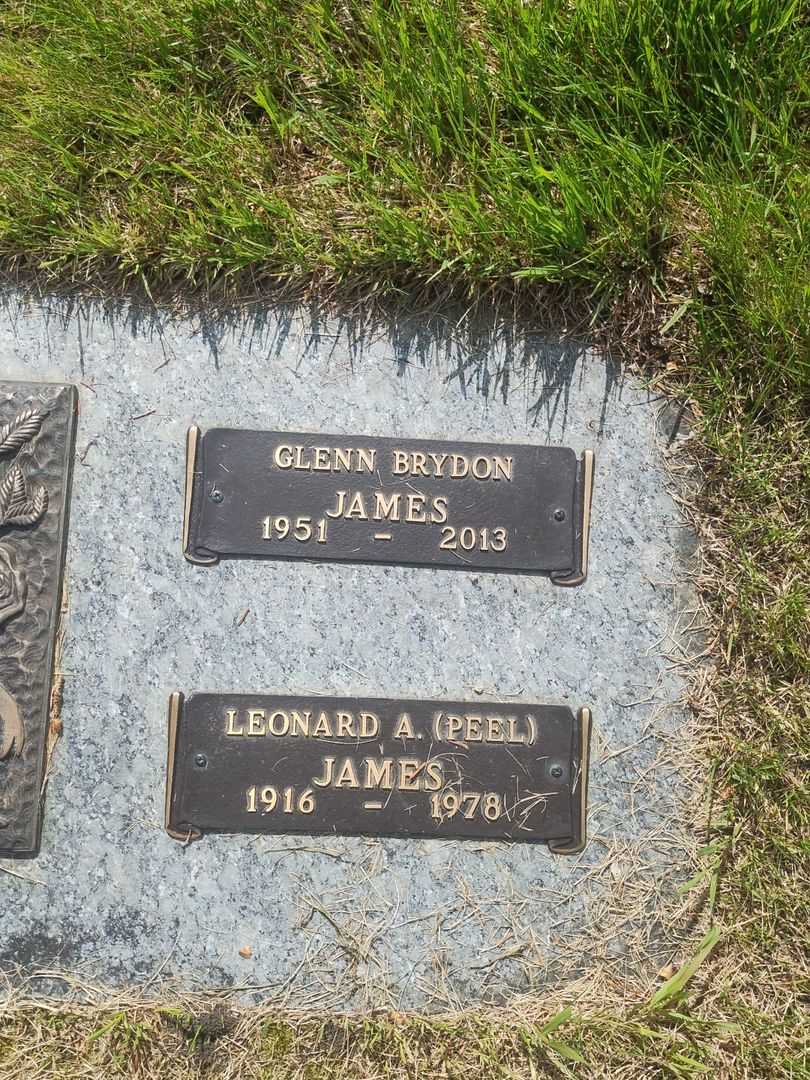 GLENN BRYDON
JAMES
1951 - 2013
LEONARD A. (PEEL)
JAMES
1916 - 1978